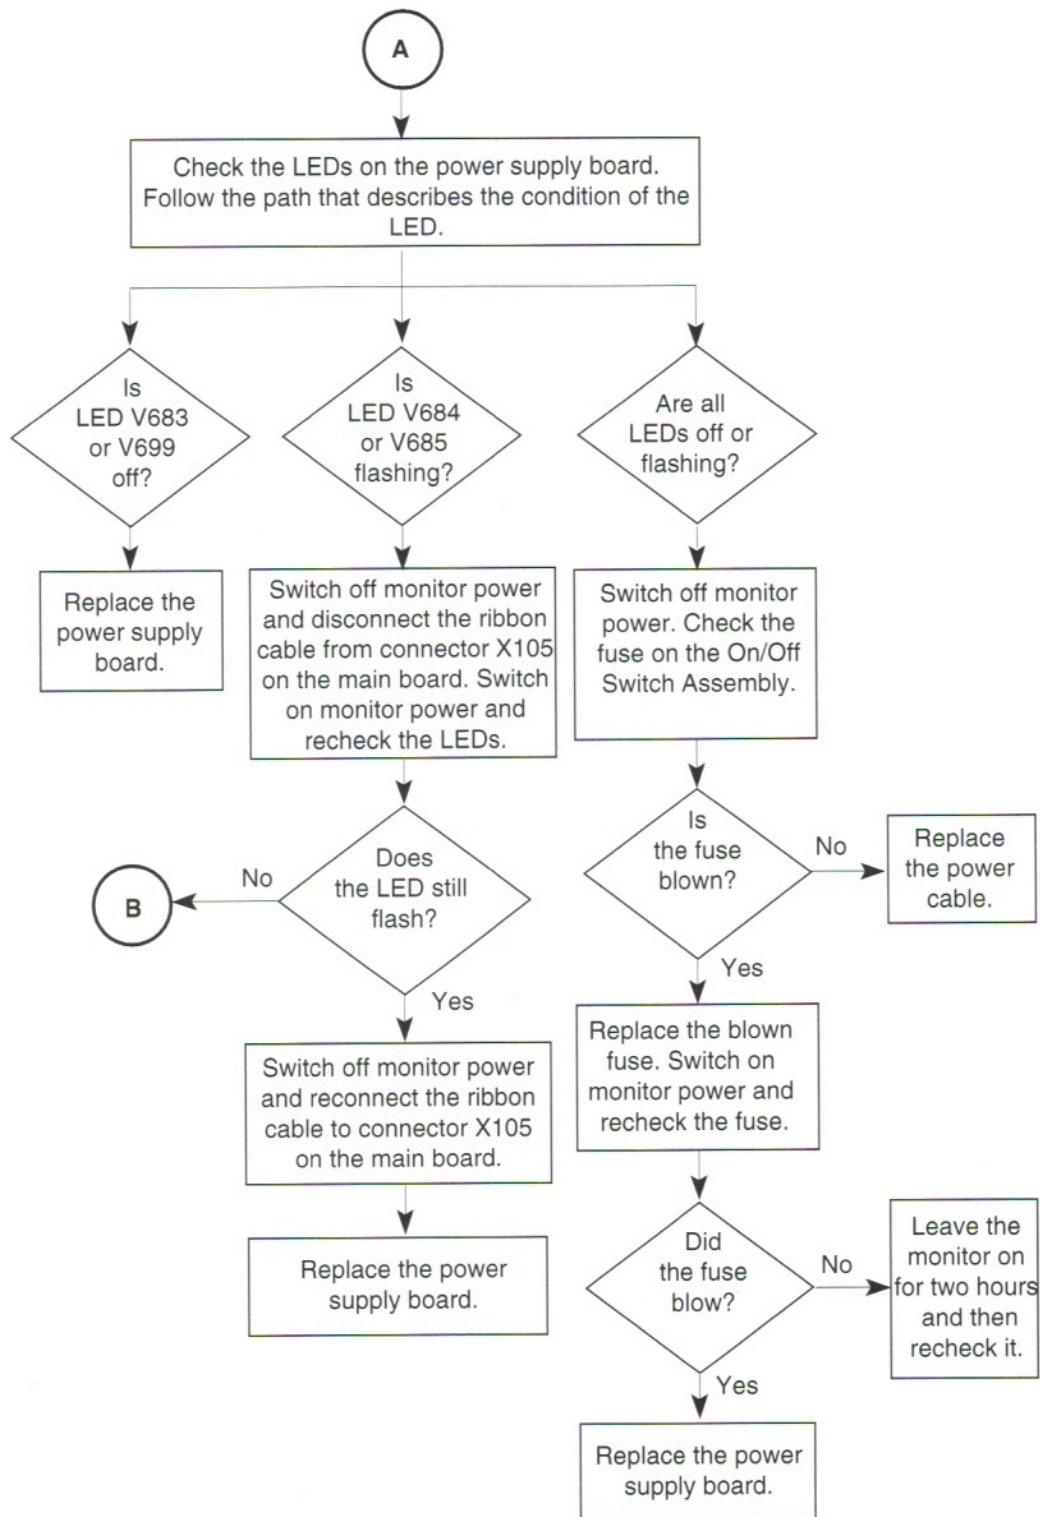 A
Check the LEDs on the power supply board.
Follow the path that describes the condition of the
LED.
Is
LED V683
or V699
off?
Is
LED V684
or V685
flashing?
Are all
LEDs off or
flashing?
Replace the
power supply
board.
Switch off monitor power
and disconnect the ribbon
cable from connector X105
on the main board. Switch
on monitor power and
recheck the LEDs.
Switch off monitor
power. Check the
fuse on the On/Off
Switch Assembly.
Does
the LED still
flash?
No
B
Yes
Is
the fuse
blown?
No
Replace
the power
cable.
Yes
Switch off monitor power
and reconnect the ribbon
cable to connector X105
on the main board.
Replace the power
supply board.
Replace the blown
fuse. Switch on
monitor power and
recheck the fuse.
Did
the fuse
blow?
No
Leave the
monitor on
for two hours
and then
recheck it.
Yes
Replace the power
supply board.